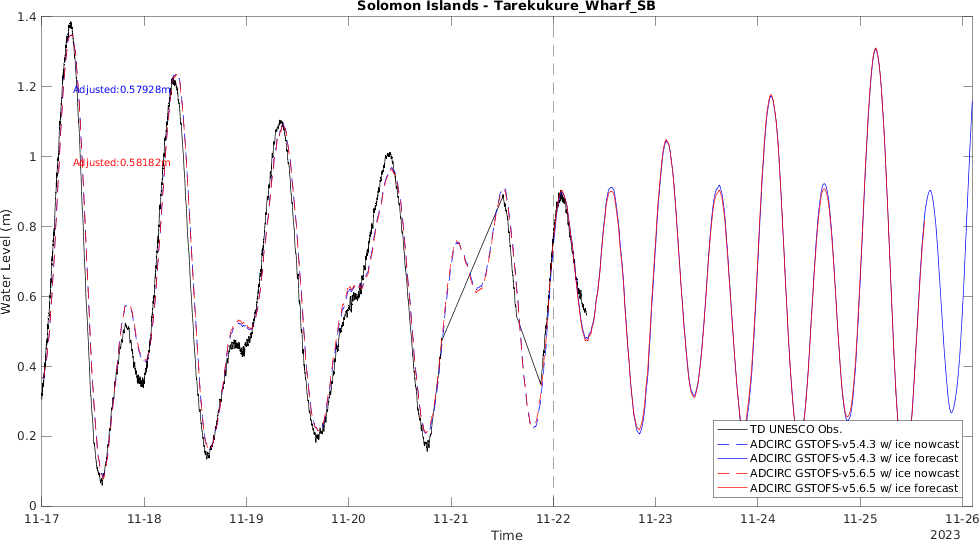 Solomon Islands - Tarekukure_Wharf_SB
1.4
1.2
1
0.8
0.6
0.4
0.2
0
Water Level (m)
Adjusted:0.57928m
Adjusted:0.58182m
TD UNESCO Obs.
ADCIRC GSTOFS-v5.4.3 w/ ice nowcast
ADCIRC GSTOFS-v5.4.3 w/ ice forecast
ADCIRC GSTOFS-v5.6.5 w/ ice nowcast
ADCIRC GSTOFS-v5.6.5 w/ ice forecast
11-17 11-18 11-19 11-20 11-21 11-22 11-23 11-24 11-25 11-26
Time 2023